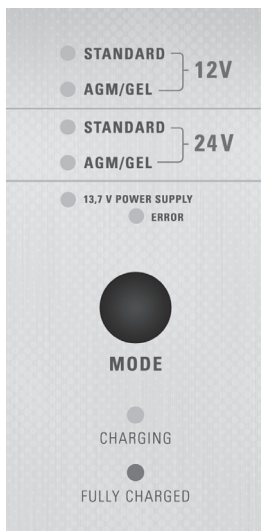 STANDARD
12V
AGM/GEL
STANDARD
24V
AGM/GEL
13,7 V POWER SUPPLY
ERROR
MODE
CHARGING
FULLY CHARGED